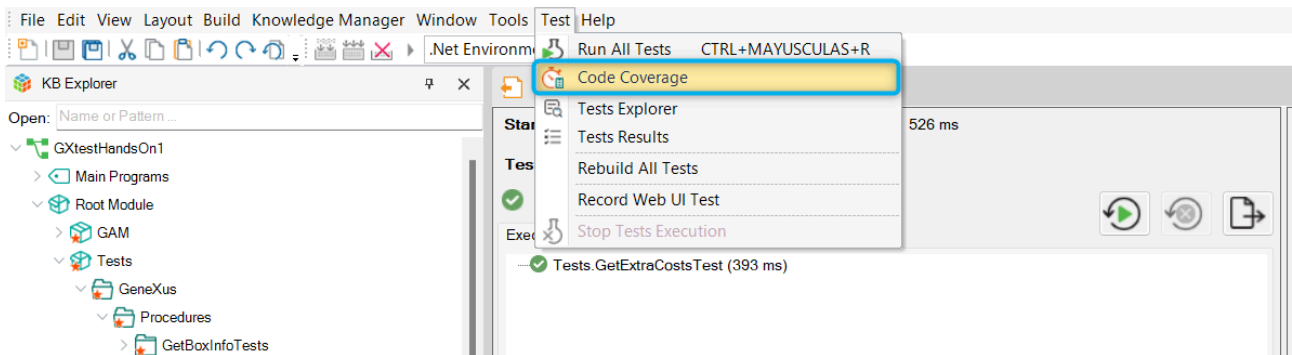 File Edit View Layout Build Knowledge Manager Window Tools Test Help
.Net Environme
Run All Tests CTRL+MAYUSCULAS+R
KB Explorer
Code Coverage
Open: Name or Pattern ...
Tests Explorer
Star
526 ms
GXtestHandsOn1
Tests Results
Main Programs
Tes
Rebuild All Tests
Root Module
Record Web UI Test
GAM
Exec
Stop Tests Execution
Tests
Tests.GetExtraCostsTest (393 ms)
GeneXus
Procedures
GetBoxInfoTests